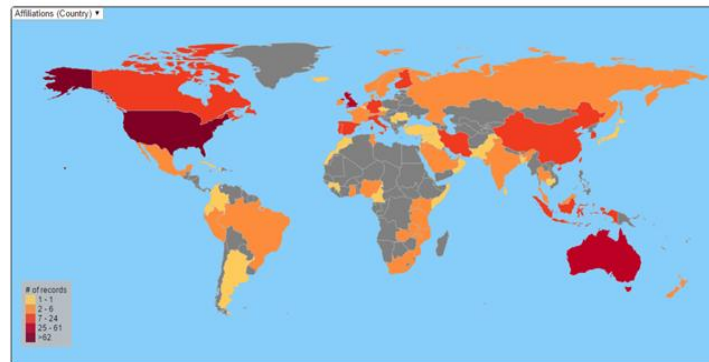 Affiliations (Country) ▼
# of records
1 - 1
2 - 6
7 - 24
25 - 61
>62